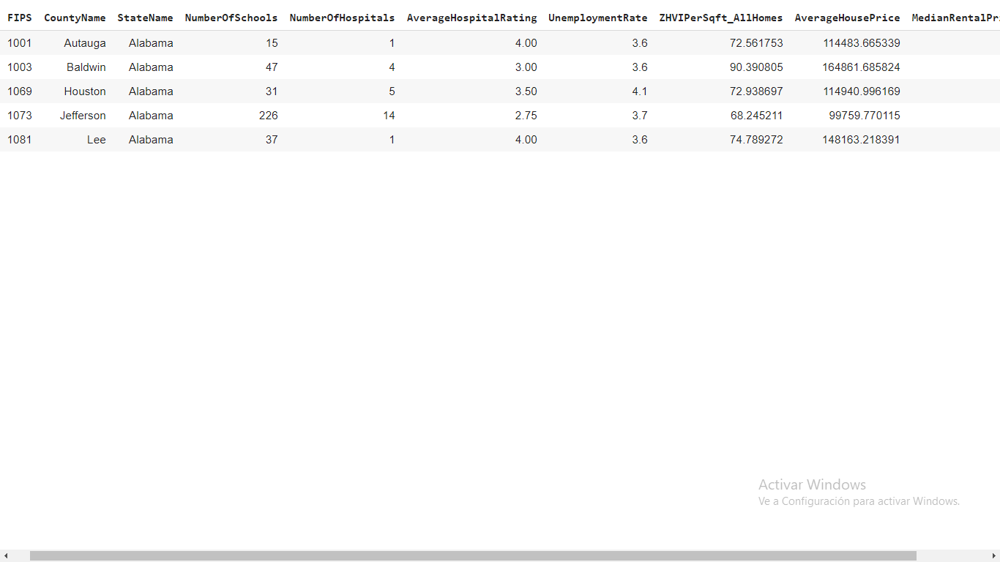 FIPS CountyName StateName NumberOfSchools NumberOfHospitals AverageHospitalRating UnemploymentRate ZHVIPerSqft_AllHomes AverageHousePrice MedianRentalPr
1001 Autauga Alabama 15 1 4.00 3.6 72.561753 114483.665339
1003 Baldwin Alabama 47 4 3.00 3.6 90.390805 164861.685824
1069 Houston Alabama 31 5 3.50 4.1 72.938697 114940.996169
1073 Jefferson Alabama 226 14 2.75 3.7 68.245211 99759.770115
1081 Lee Alabama 37 1 4.00 3.6 74.789272 148163.218391
Activar Windows
Ve a Configuración para activar Windows.